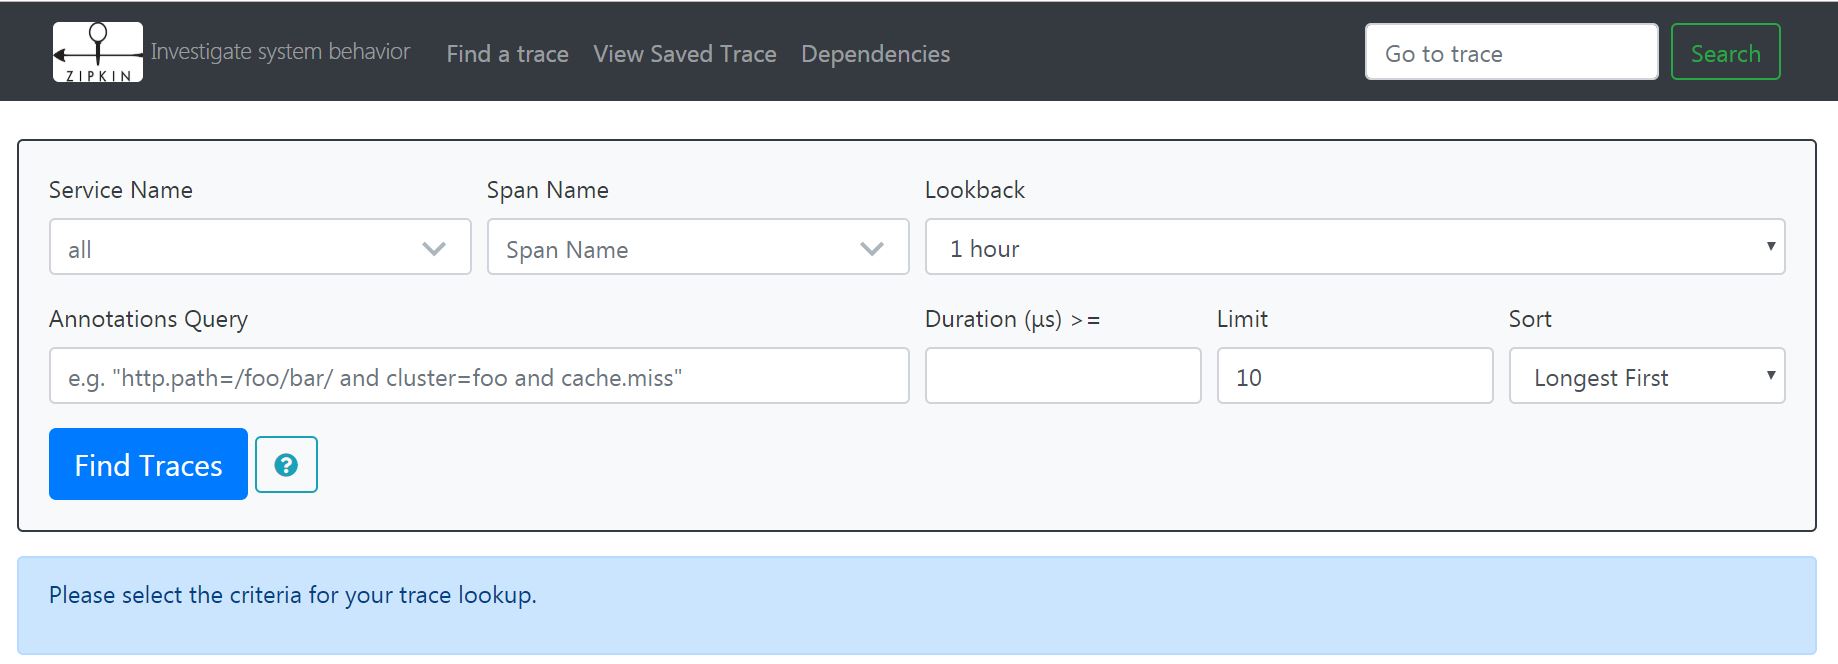 ZIPKIN Investigate system behavior Find a trace View Saved Trace Dependencies Go to trace Search
Service Name Span Name Lookback
all Span Name 1 hour
Annotations Query Duration (µs) >= Limit Sort
e.g. "http.path=/foo/bar/ and cluster=foo and cache.miss" 10 Longest First
Find Traces ?
Please select the criteria for your trace lookup.